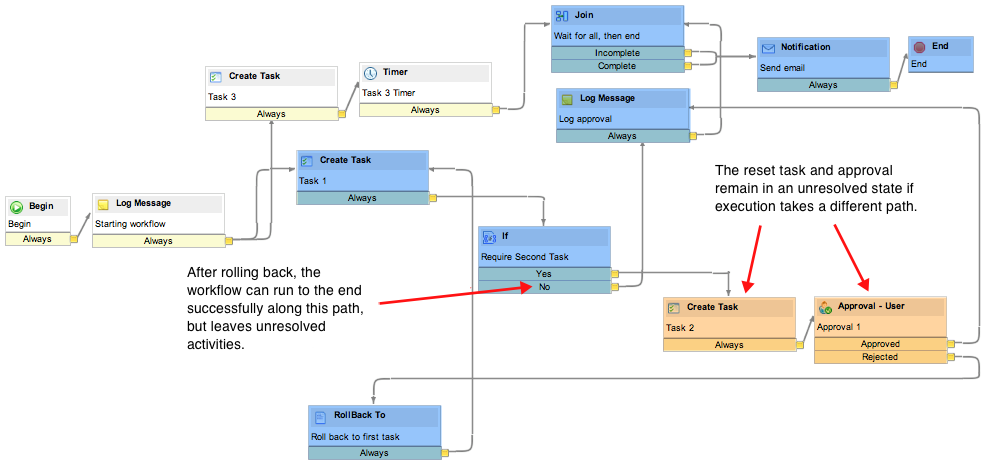 Join
Wait for all, then end
Incomplete
Complete
Notification
Send email
Always
End
End
Create Task
Task 3
Always
Timer
Task 3 Timer
Always
Log Message
Log approval
Always
Create Task
Task 1
Always
The reset task and approval
remain in an unresolved state if
execution takes a different path.
Begin
Begin
Always
Log Message
Starting workflow
Always
If
Require Second Task
Yes
No
After rolling back, the
workflow can run to the end
successfully along this path,
but leaves unresolved
activities.
Create Task
Task 2
Always
Approval - User
Approval 1
Approved
Rejected
RollBack To
Roll back to first task
Always